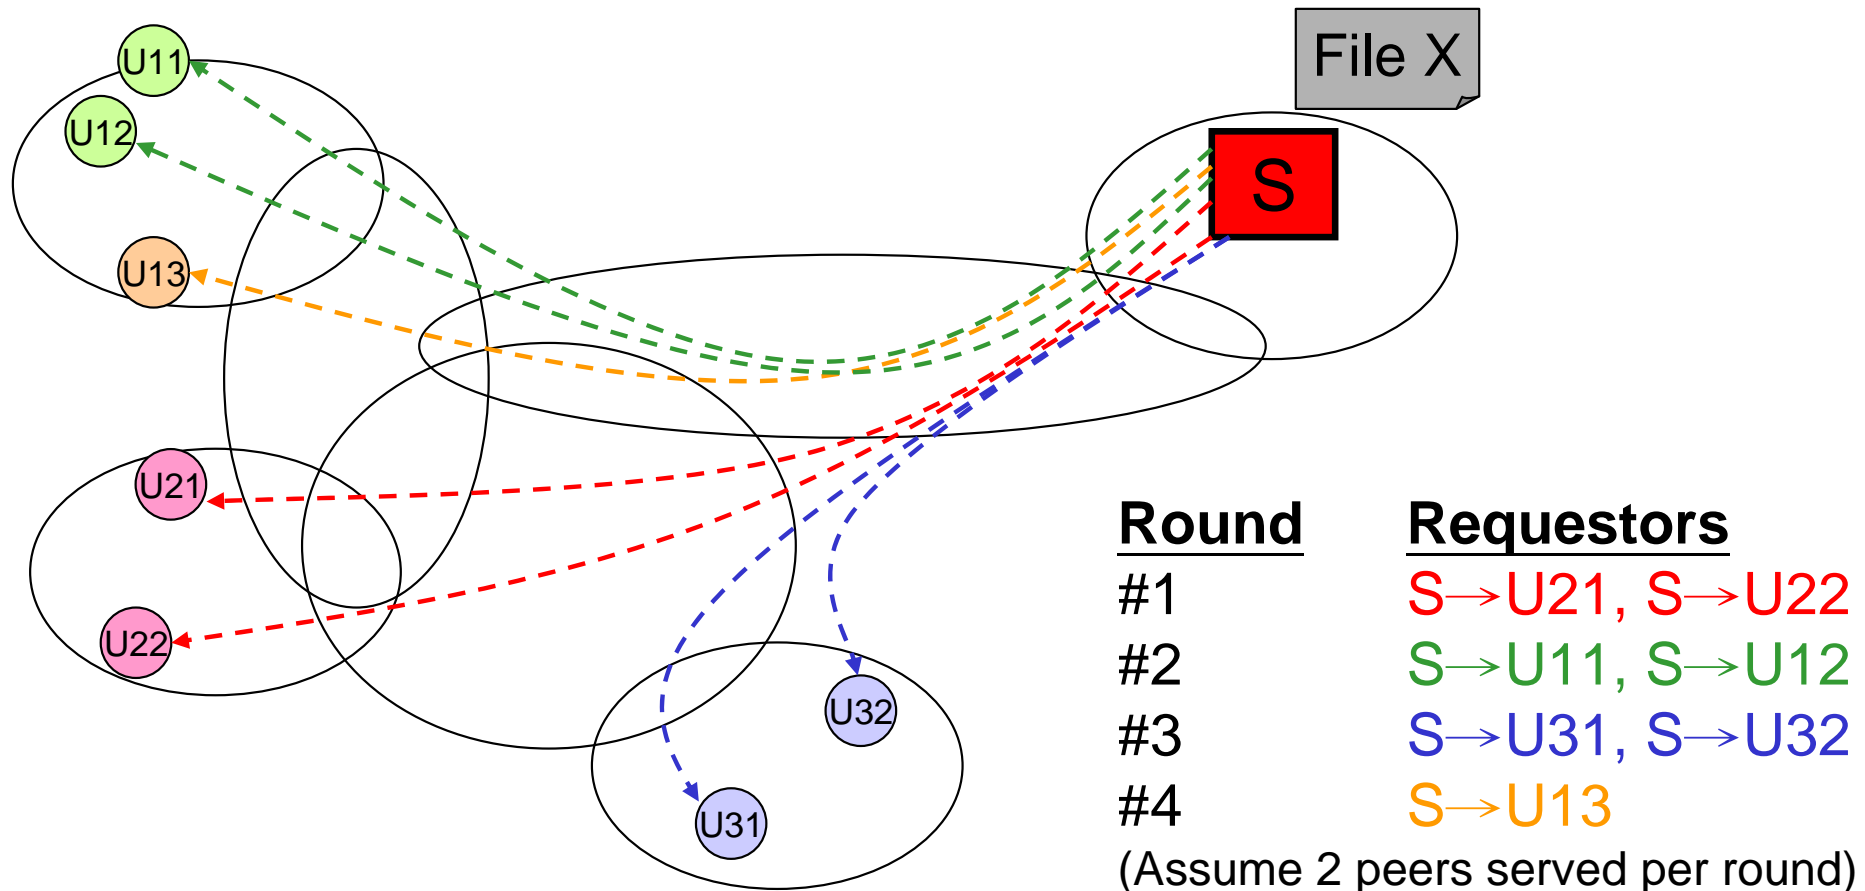 File X
U11
U12
S
U13
U21
U22
U32
U31
Round Requestors
#1 S→U21, S→U22
#2 S→U11, S→U12
#3 S→U31, S→U32
#4 S→U13
(Assume 2 peers served per round)